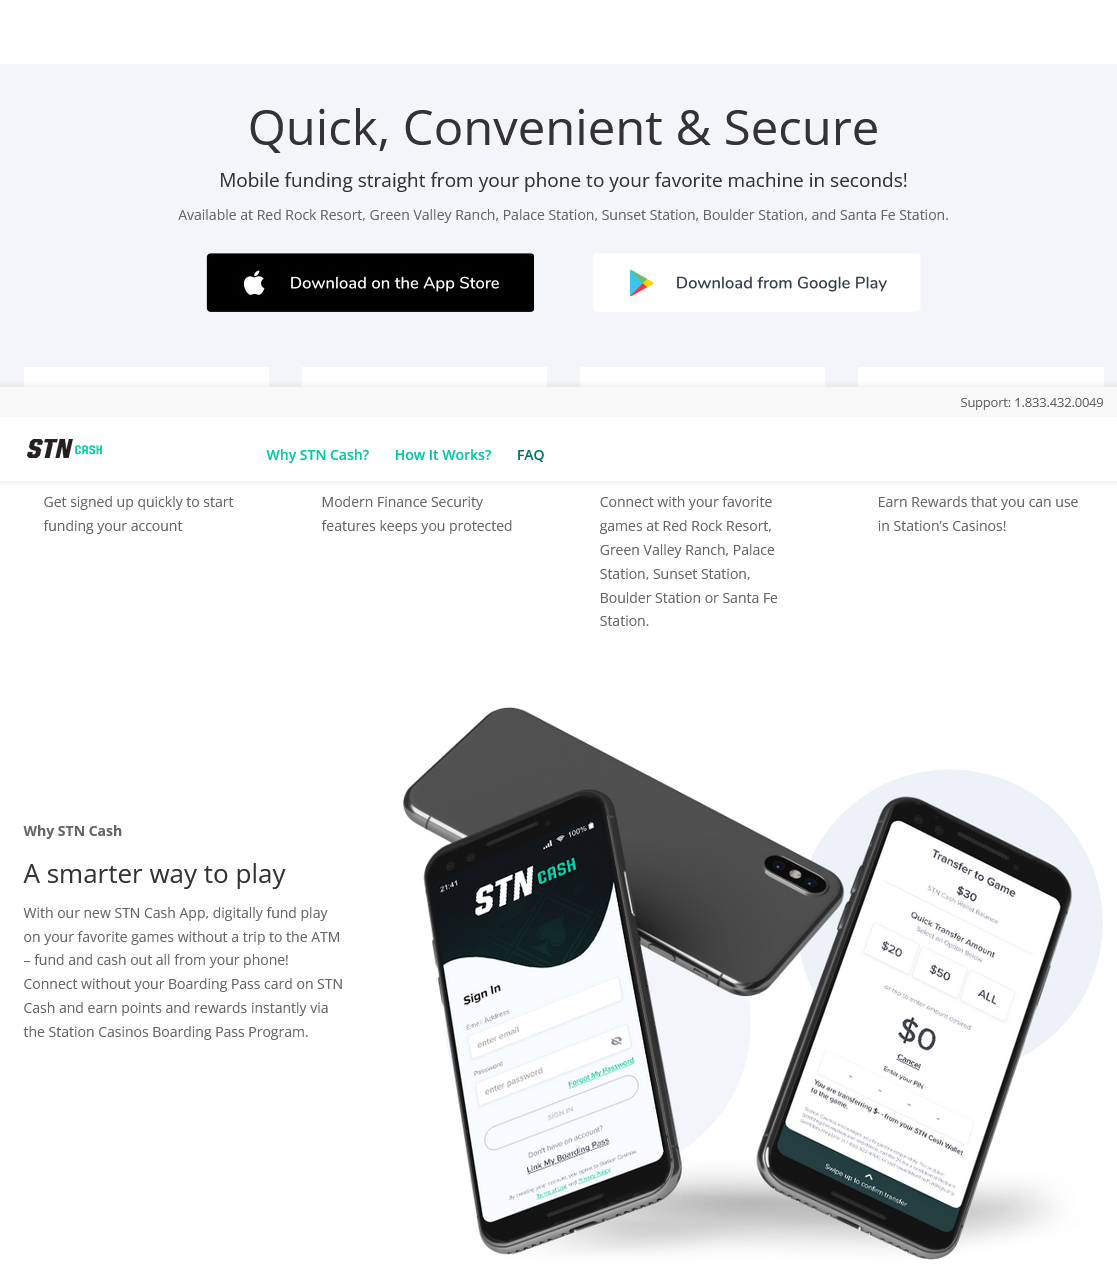 Quick, Convenient & Secure
Mobile funding straight from your phone to your favorite machine in seconds!
Available at Red Rock Resort, Green Valley Ranch, Palace Station, Sunset Station, Boulder Station, and Santa Fe Station.
Download on the App Store
Download from Google Play
Support: 1.833.432.0049
STN CASH
Why STN Cash?
How It Works?
FAQ
Get signed up quickly to start
funding your account
Modern Finance Security
features keeps you protected
Connect with your favorite
games at Red Rock Resort,
Green Valley Ranch, Palace
Station, Sunset Station,
Boulder Station or Santa Fe
Station.
Earn Rewards that you can use
in Station’s Casinos!
Why STN Cash
A smarter way to play
With our new STN Cash App, digitally fund play
on your favorite games without a trip to the ATM
– fund and cash out all from your phone!
Connect without your Boarding Pass card on STN
Cash and earn points and rewards instantly via
the Station Casinos Boarding Pass Program.
21:41
100%
STN CASH
Sign In
Email Address
enter email
Password
enter password
Forgot My Password
SIGN IN
Don't have an account?
Link My Boarding Pass
By creating your account, you agree to Station Casinos
Terms of Use and Privacy Policy
Transfer to Game
$30
STN Cash Wallet Balance
Quick Transfer Amount
Select an Option Below
$20
$50
ALL
or tap to enter amount desired
$0
Cancel
Enter your PIN
- - - -
You are transferring $-- from your STN Cash Wallet
to the game.
Swipe up to confirm transfer